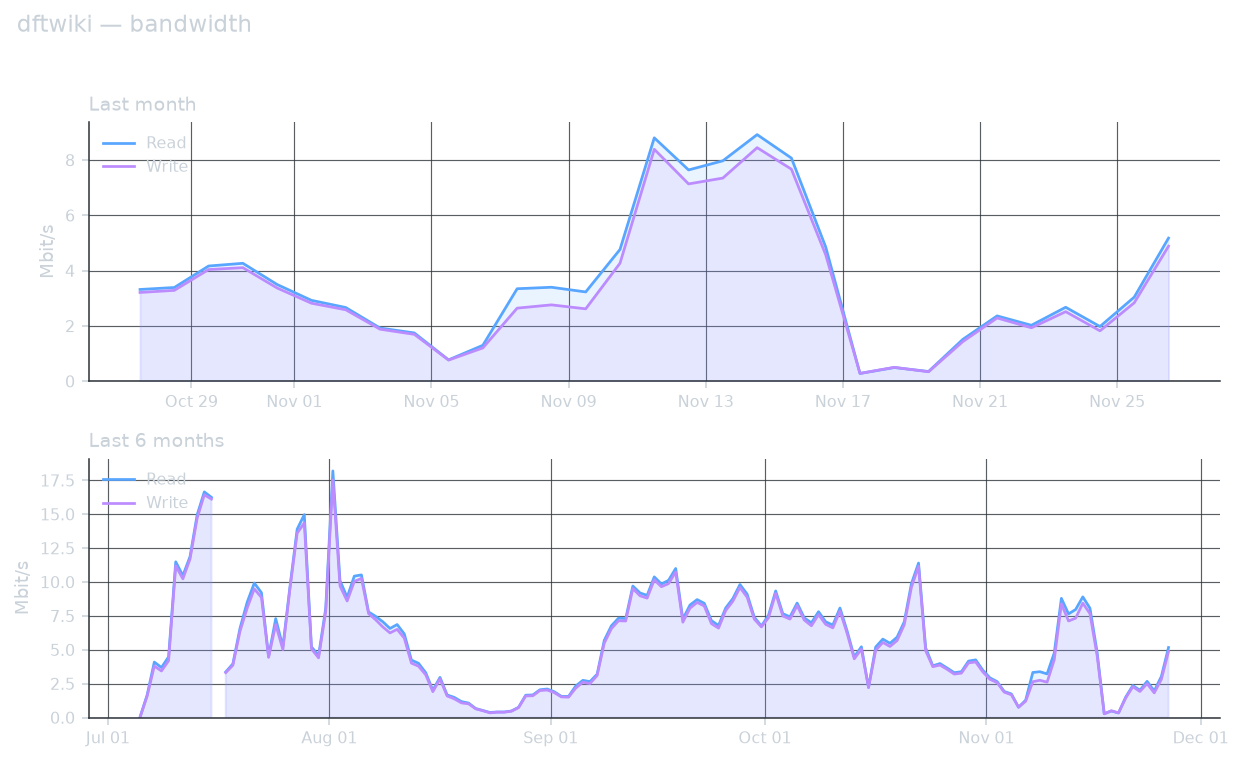 dftwiki — bandwidth
Last month
Read
Write
Mbit/s
8
6
4
2
0
Oct 29 Nov 01 Nov 05 Nov 09 Nov 13 Nov 17 Nov 21 Nov 25
Last 6 months
Read
Write
Mbit/s
17.5
15.0
12.5
10.0
7.5
5.0
2.5
0.0
Jul 01 Aug 01 Sep 01 Oct 01 Nov 01 Dec 01